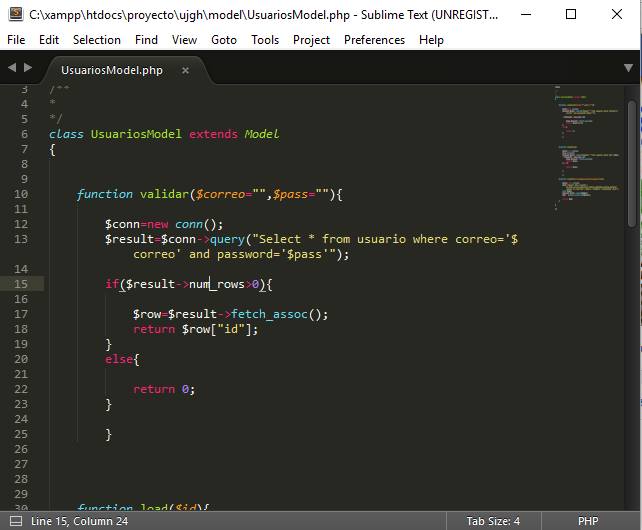 C:\xampp\htdocs\proyecto\ujgh\model\UsuariosModel.php - Sublime Text (UNREGIST...
File Edit Selection Find View Goto Tools Project Preferences Help
UsuariosModel.php ×
3 /**
4 *
5 */
6 class UsuariosModel extends Model
7 {
8
9
10 function validar($correo="",$pass=""){
11
12 $conn=new conn();
13 $result=$conn->query("Select * from usuario where correo='$
correo' and password='$pass'");
14
15 if($result->num_rows>0){
16
17 $row=$result->fetch_assoc();
18 return $row["id"];
19 }
20 else{
21
22 return 0;
23 }
24
25 }
26
27
28
29
30 function load($id){
Line 15, Column 24 Tab Size: 4 PHP